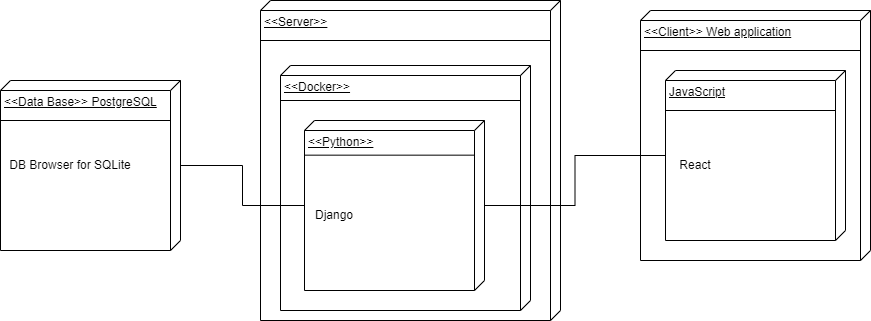 <<Server>>
<<Client>> Web application
<<Docker>>
JavaScript
<<Data Base>> PostgreSQL
<<Python>>
DB Browser for SQLite
React
Django